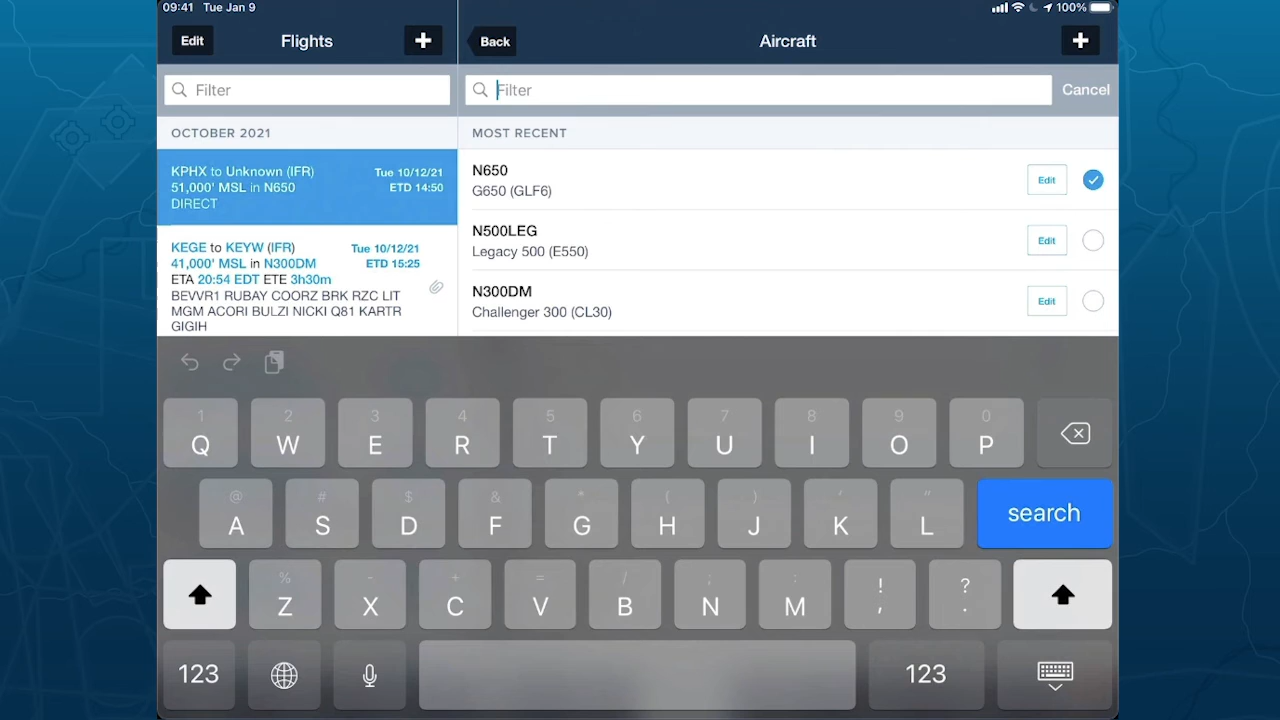 09:41 Tue Jan 9
100%
Edit
Flights
+
Back
Aircraft
+
Filter
Filter
Cancel
OCTOBER 2021
KPHX to Unknown (IFR)
Tue 10/12/21
51,000' MSL in N650
ETD 14:50
DIRECT
KEGE to KEYW (IFR)
Tue 10/12/21
41,000' MSL in N300DM
ETD 15:25
ETA 20:54 EDT ETE 3h30m
BEVVR1 RUBAY COORZ BRK RZC LIT
MGM ACORI BULZI NICKI Q81 KARTR
GIGIH
MOST RECENT
N650
G650 (GLF6)
Edit
N500LEG
Legacy 500 (E550)
Edit
N300DM
Challenger 300 (CL30)
Edit
1 2 3 4 5 6 7 8 9 0
Q W E R T Y U I O P
@ # $ & * ( ) ' "
A S D F G H J K L
search
% - + = / ; : ! ?
Z X C V B N M , .
123
123